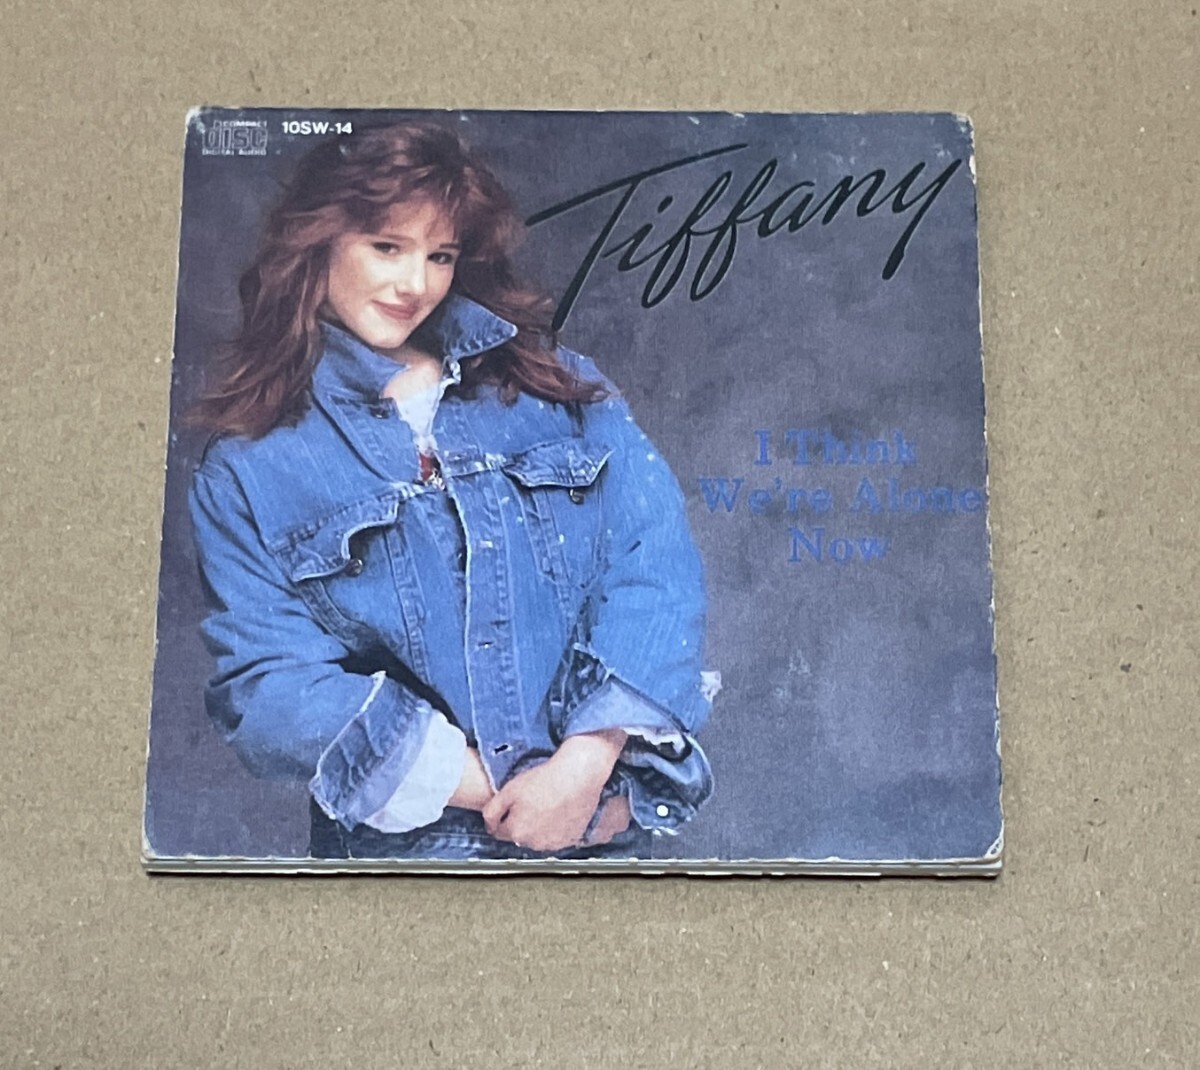 COMPACT
disc
DIGITAL AUDIO
10SW-14
Tiffany
I Think
We're Alone
Now